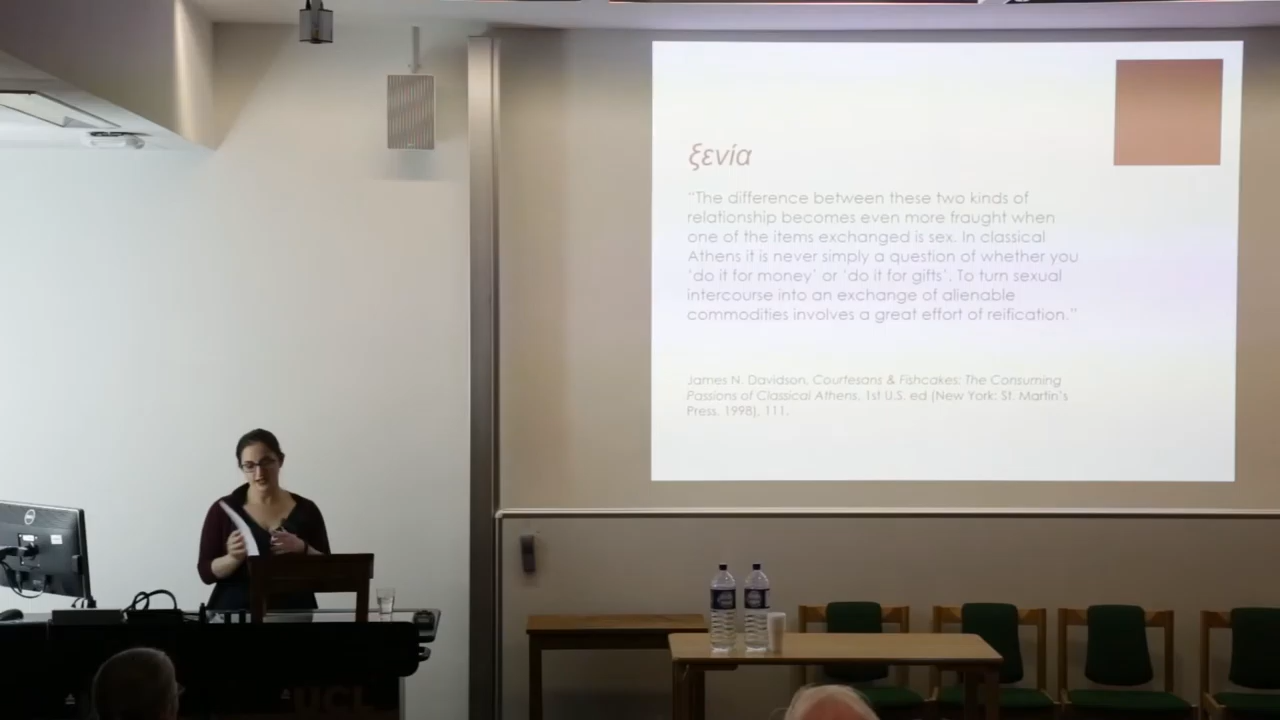 ξενία
“The difference between these two kinds of
relationship becomes even more fraught when
one of the items exchanged is sex. In classical
Athens it is never simply a question of whether you
‘do it for money’ or ‘do it for gifts’. To turn sexual
intercourse into an exchange of alienable
commodities involves a great effort of reification.”
James N. Davidson, Courtesans & Fishcakes: The Consuming
Passions of Classical Athens, 1st U.S. ed (New York: St. Martin’s
Press, 1998), 111.
UCL